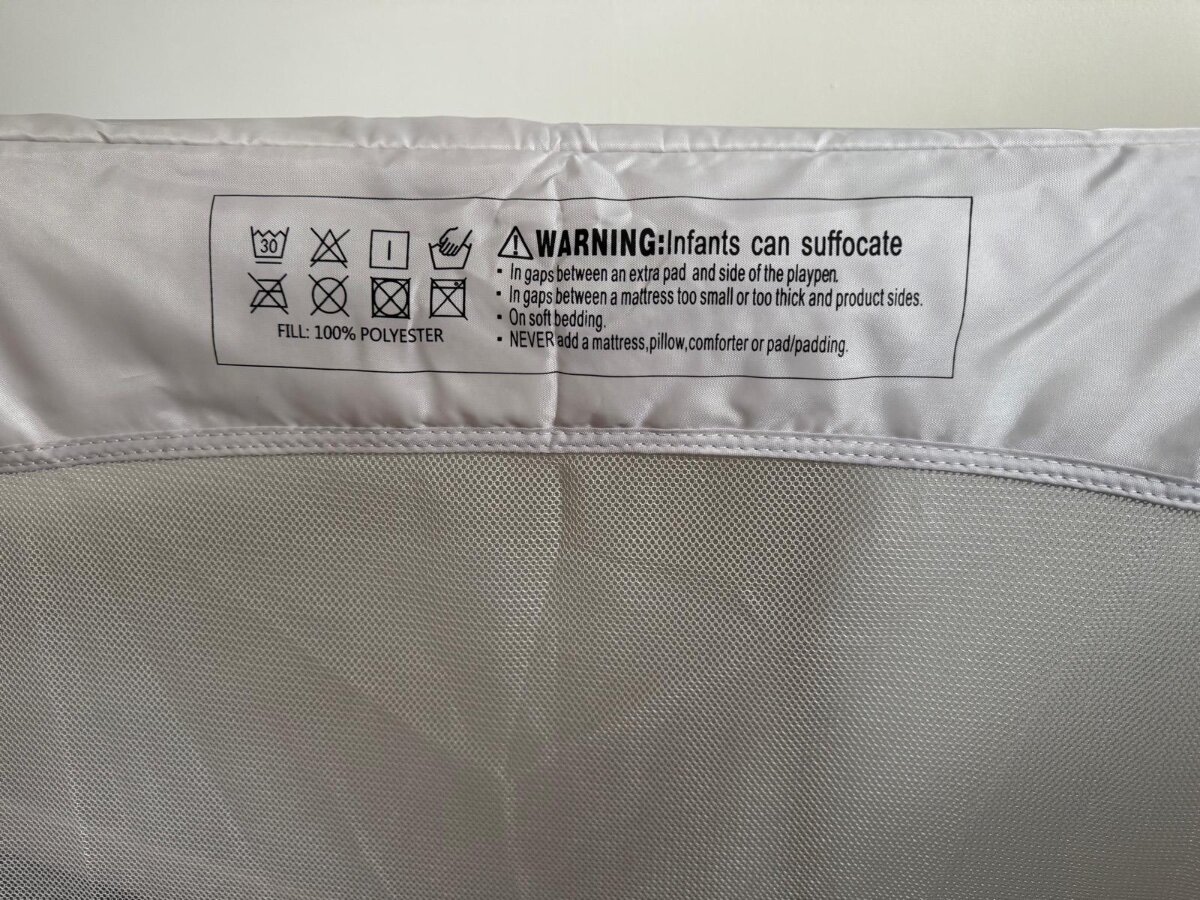 30
FILL: 100% POLYESTER
WARNING:Infants can suffocate
• In gaps between an extra pad and side of the playpen.
• In gaps between a mattress too small or too thick and product sides.
• On soft bedding.
• NEVER add a mattress,pillow,comforter or pad/padding.